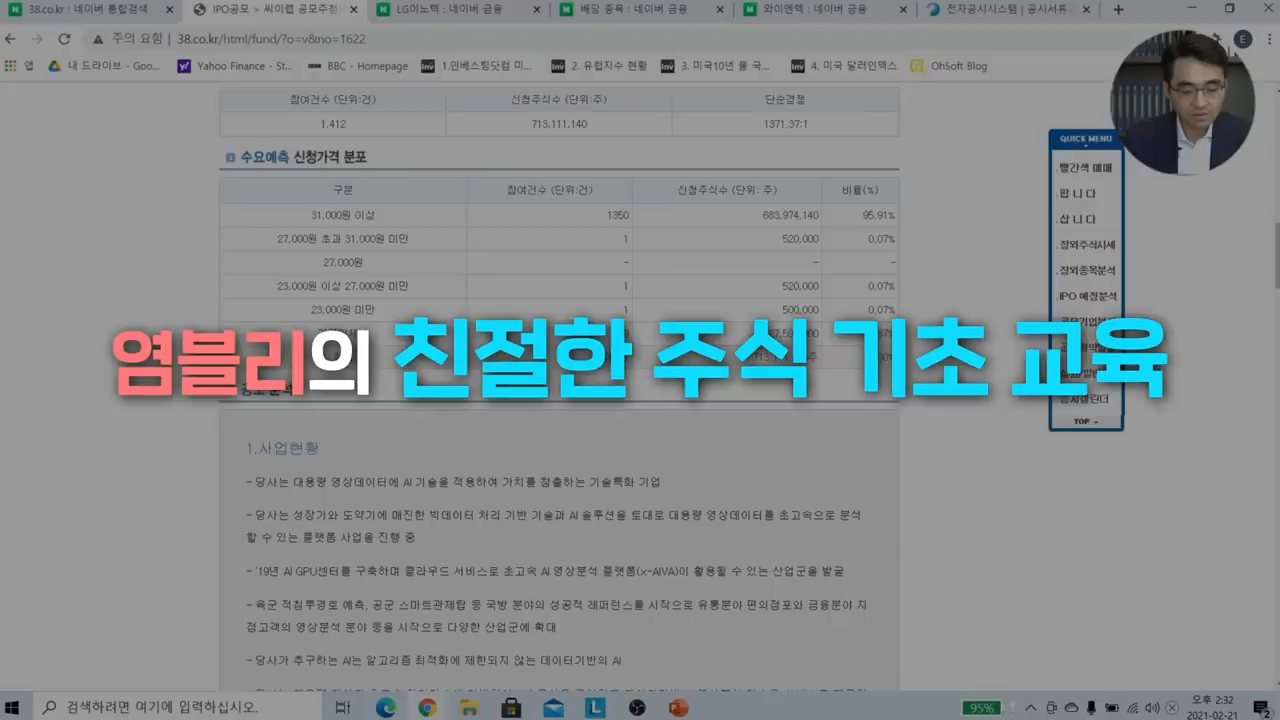 38.co.kr : 네이버 통합검색
IPO공모 > 씨이랩 공모주청
LG이노텍 : 네이버 금융
배당 종목 : 네이버 금융
와이엔텍 : 네이버 금융
전자공시시스템 | 공시서류
주의 요함 | 38.co.kr/html/fund/?o=v&no=1622
E
앱
내 드라이브 - Goo...
Yahoo Finance - St...
BBC - Homepage
1.인베스팅닷컴 미...
2. 유럽지수 현황
3. 미국10년 물 국...
4. 미국 달러인덱스
OhSoft Blog
참여건수 (단위:건) 신청주식수 (단위:주) 단순경쟁
1,412 713,111,140 1371.37:1
수요예측 신청가격 분포
구분 참여건수 (단위:건) 신청주식수 (단위: 주) 비율(%)
31,000원 이상 1350 683,974,140 95.91%
27,000원 초과 31,000원 미만 1 520,000 0.07%
27,000원 - - -
23,000원 이상 27,000원 미만 1 520,000 0.07%
23,000원 미만 1 500,000 0.07%
염블리의 친절한 주식 기초 교육
1.사업현황
- 당사는 대용량 영상데이터에 AI 기술을 적용하여 가치를 창출하는 기술특화 기업
- 당사는 성장기와 도약기에 매진한 빅데이터 처리 기반 기술과 AI 솔루션을 토대로 대용량 영상데이터를 초고속으로 분석
할 수 있는 플랫폼 사업을 진행 중
- '19년 AI GPU센터를 구축하며 클라우드 서비스로 초고속 AI 영상분석 플랫폼(x-AIVA)이 활용될 수 있는 산업군을 발굴
- 육군 적침투경로 예측, 공군 스마트관제탑 등 국방 분야의 성공적 레퍼런스를 시작으로 유통분야 편의점포와 금융분야 지
점고객의 영상분석 분야 등을 시작으로 다양한 산업군에 확대
- 당사가 추구하는 AI는 알고리즘 최적화에 제한되지 않는 데이터기반의 AI
QUICK MENU
빨간색 매매
팝 니 다
삽 니 다
장외주식시세
장외종목분석
IPO 예정분석
TOP
검색하려면 여기에 입력하십시오.
95%
오후 2:32
2021-02-21
2